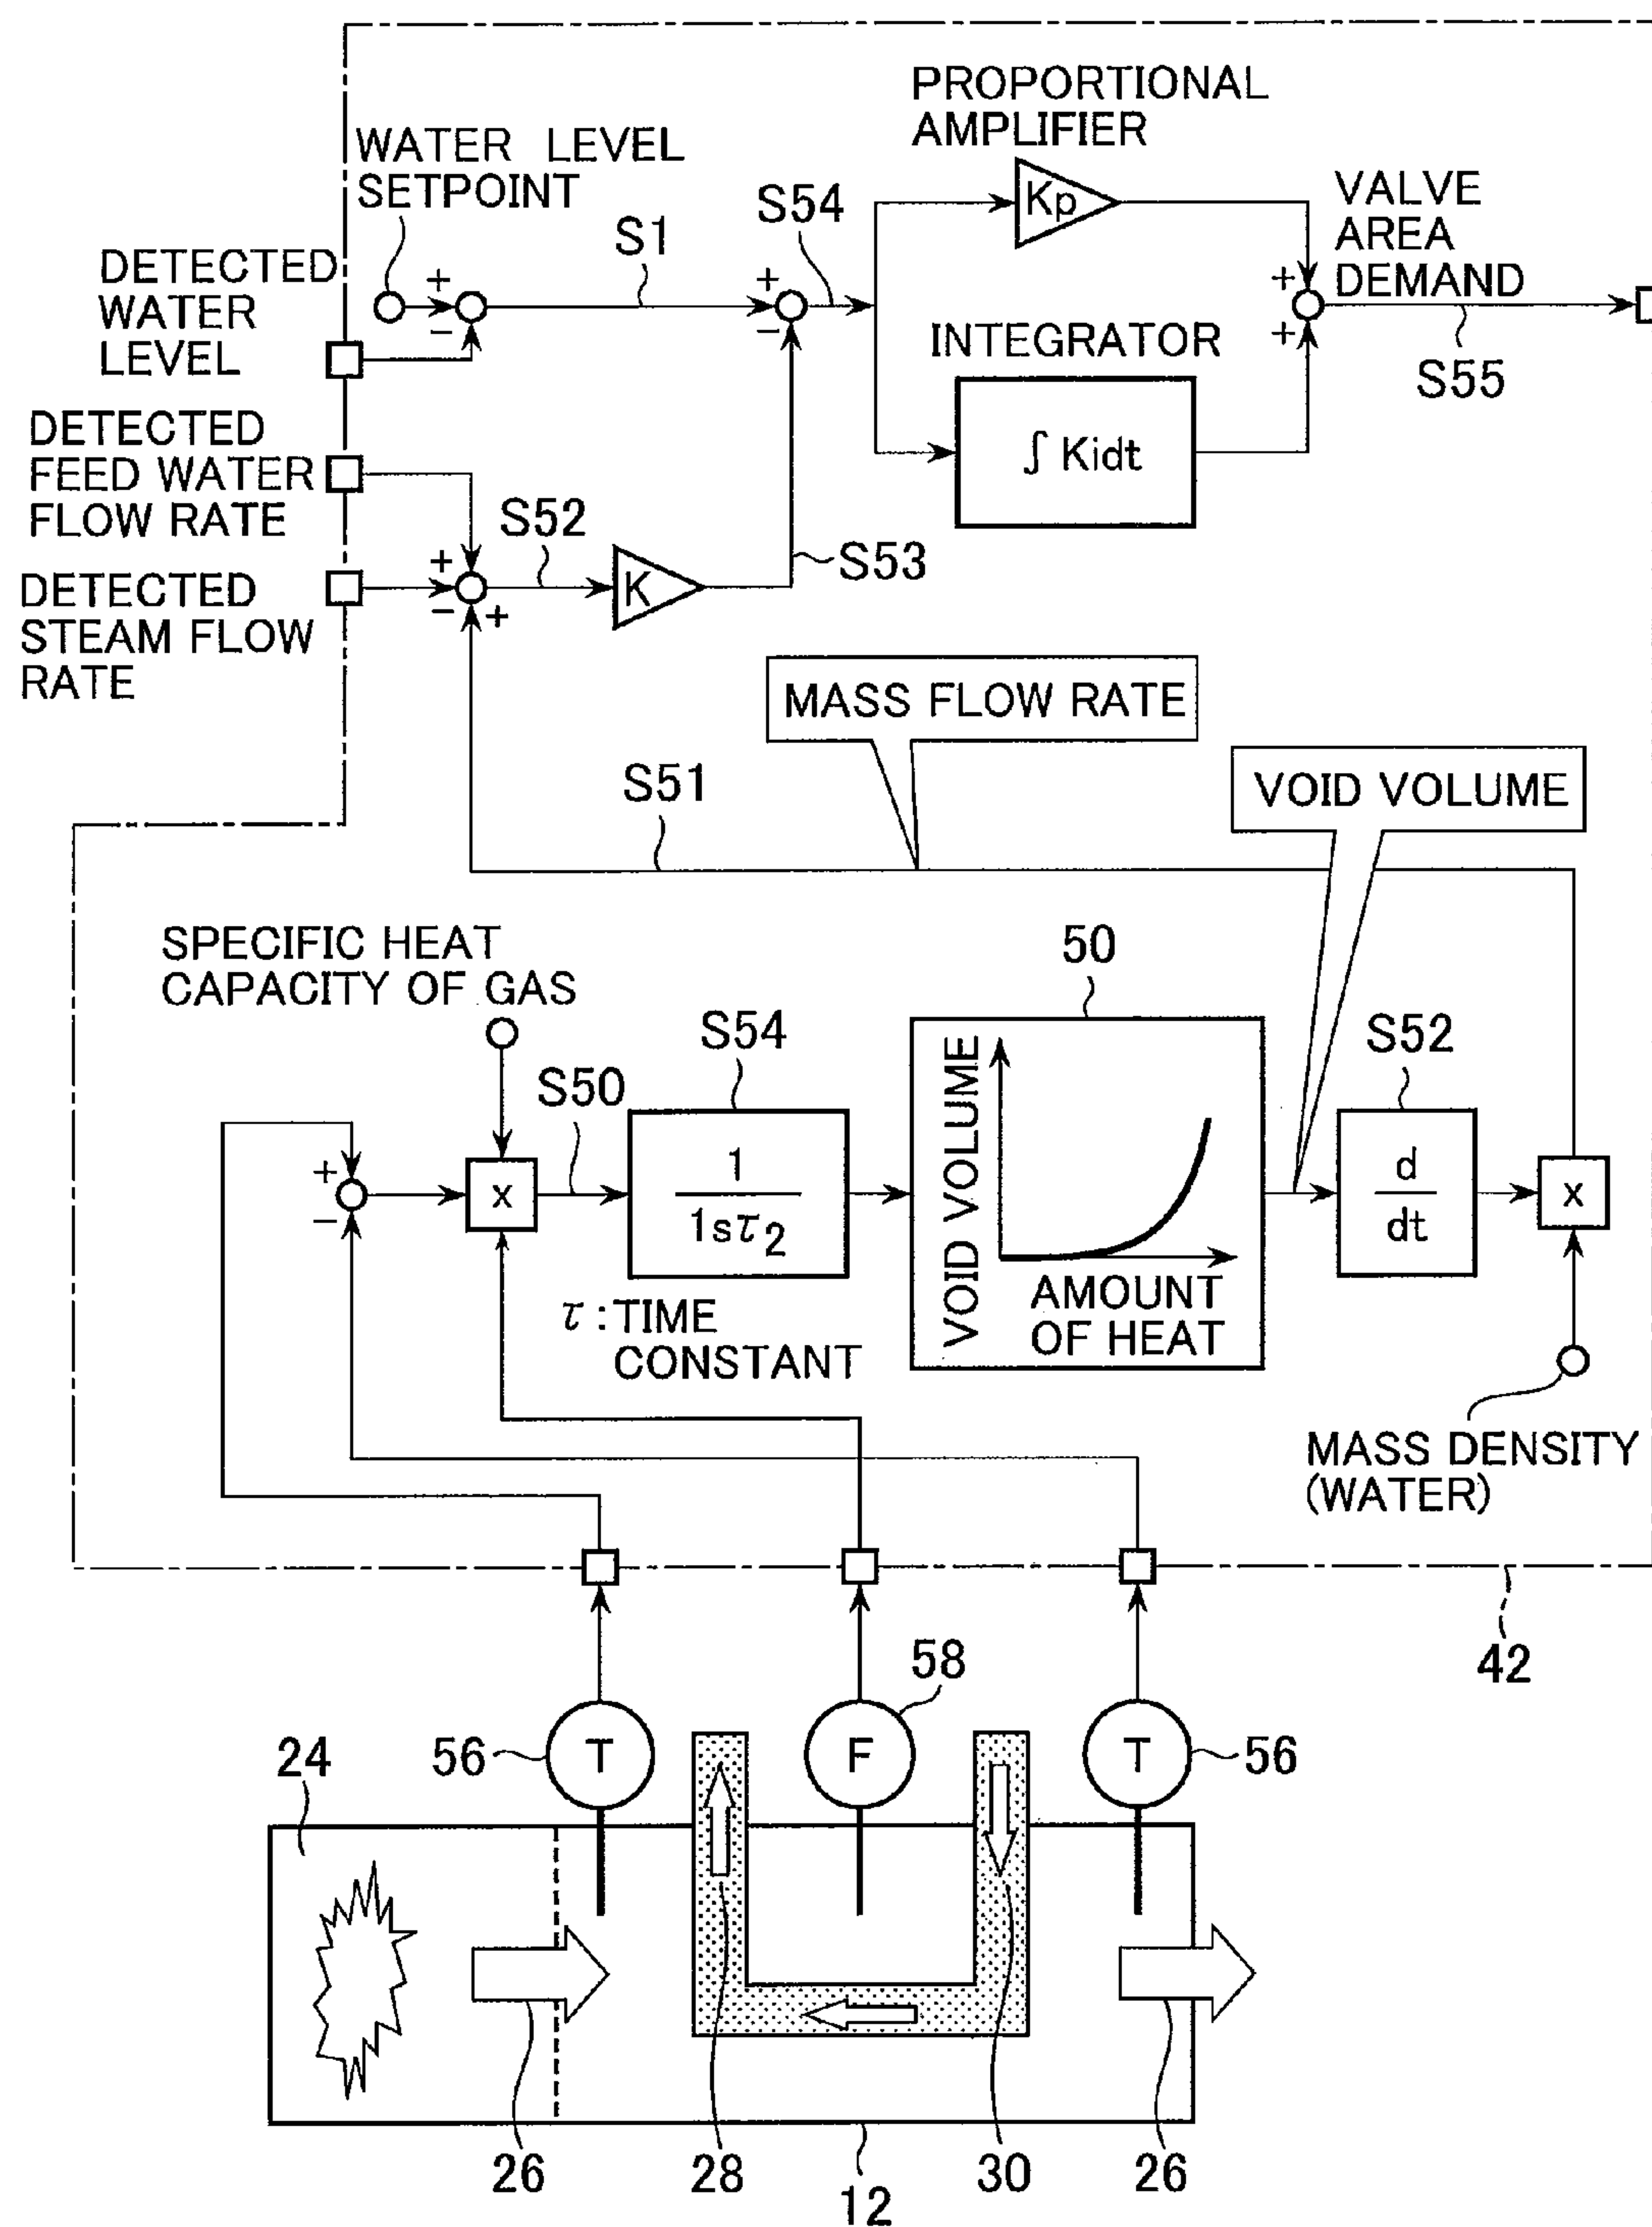 PROPORTIONAL
AMPLIFIER
WATER LEVEL
SETPOINT
S54
Kp
VALVE
AREA
DEMAND
S1
DETECTED
WATER
LEVEL
+
−
+
−
+
+
INTEGRATOR
∫ Kidt
S55
DETECTED
FEED WATER
FLOW RATE
S52
K
S53
+
−
+
DETECTED
STEAM FLOW
RATE
MASS FLOW RATE
S51
VOID VOLUME
SPECIFIC HEAT
CAPACITY OF GAS
50
S54
S52
S50
+
−
x
1
1sτ2
VOID VOLUME
AMOUNT
OF HEAT
d
dt
x
τ : TIME
CONSTANT
MASS DENSITY
(WATER)
42
58
24
56
T
F
T
56
26
28
12
30
26